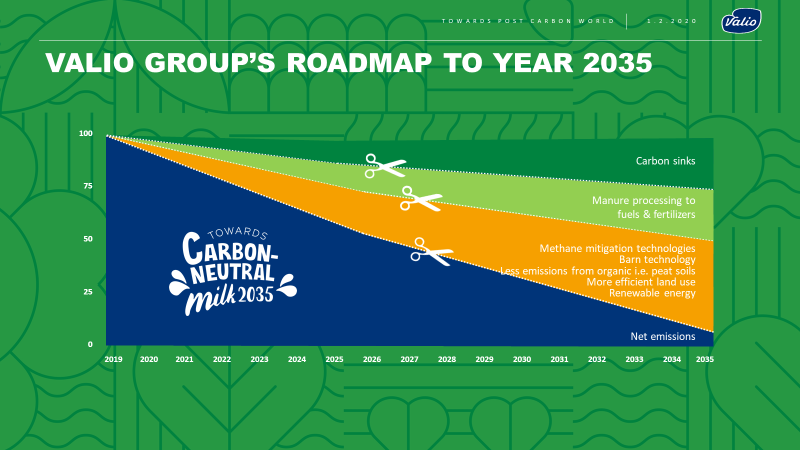 TOWARDS POST CARBON WORLD
1.2.2020
Valio
VALIO GROUP'S ROADMAP TO YEAR 2035
100
75
50
25
0
Carbon sinks
Manure processing to
fuels & fertilizers
Methane mitigation technologies
Barn technology
Less emissions from organic i.e. peat soils
More efficient land use
Renewable energy
Net emissions
TOWARDS
CARBON-
NEUTRAL
milk 2035
2019 2020 2021 2022 2023 2024 2025 2026 2027 2028 2029 2030 2031 2032 2033 2034 2035